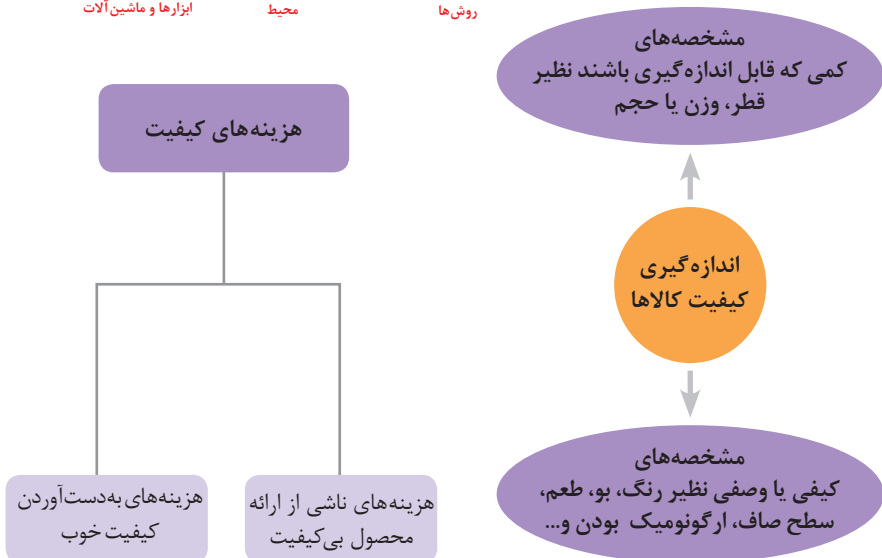 روش‌ها
محیط
ابزارها و ماشین‌آلات
مشخصه‌های
کمی که قابل اندازه‌گیری باشند نظیر
قطر، وزن یا حجم
اندازه‌گیری
کیفیت کالاها
مشخصه‌های
کیفی یا وصفی نظیر رنگ، بو، طعم،
سطح صاف، ارگونومیک بودن و...
هزینه‌های کیفیت
هزینه‌های ناشی از ارائه
محصول بی‌کیفیت
هزینه‌های به‌دست‌آوردن
کیفیت خوب